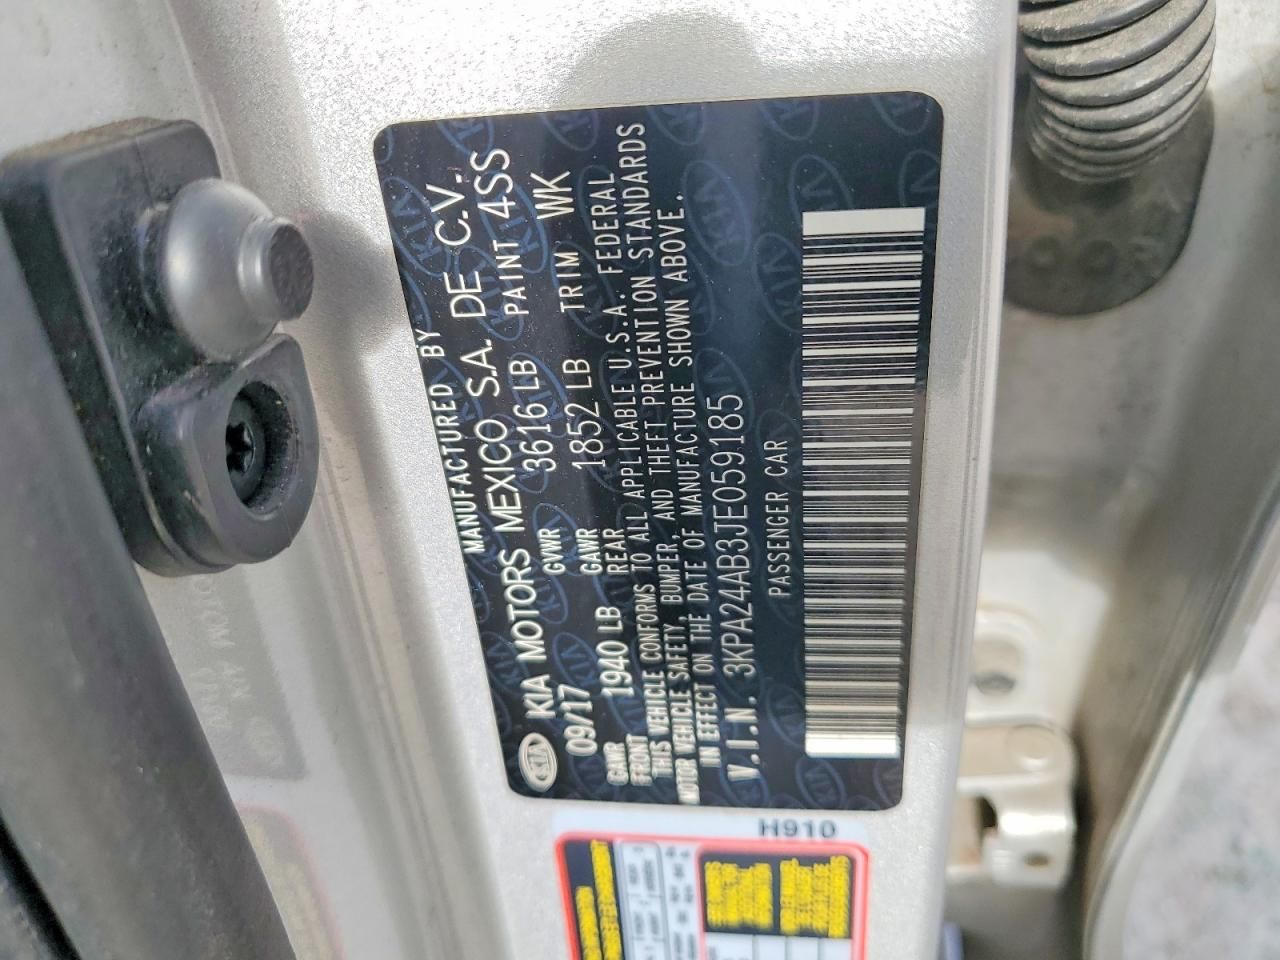 MANUFACTURED BY
KIA KIA MOTORS MEXICO S.A. DE C.V.
09/17 GVWR 3616 LB PAINT 4SS
GAWR FRONT 1940 LB GAWR REAR 1852 LB TRIM WK
THIS VEHICLE CONFORMS TO ALL APPLICABLE U.S.A. FEDERAL
MOTOR VEHICLE SAFETY, BUMPER, AND THEFT PREVENTION STANDARDS
IN EFFECT ON THE DATE OF MANUFACTURE SHOWN ABOVE.
V.I.N. 3KPA24AB3JE059185
PASSENGER CAR
H910